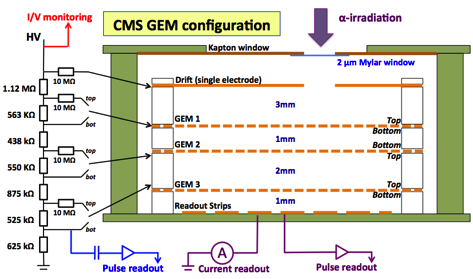 I/V monitoring
HV
CMS GEM configuration
α-irradiation
Kapton window
2 μm Mylar window
10 MΩ
Drift (single electrode)
1.12 MΩ
10 MΩ
top
3mm
563 KΩ
bot
GEM 1
Top
Bottom
438 kΩ
1mm
GEM 2
Top
Bottom
550 KΩ
10 MΩ
top
bot
2mm
875 kΩ
GEM 3
Top
Bottom
10 MΩ
top
525 kΩ
bot
1mm
Readout Strips
625 kΩ
A
Pulse readout
Current readout
Pulse readout